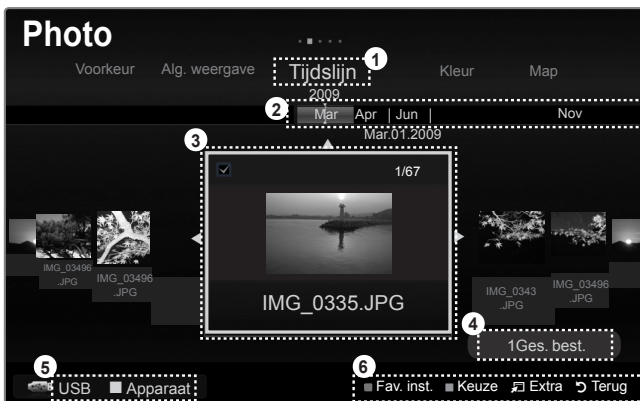 Photo
1
Voorkeur Alg. weergave Tijdslijn Kleur Map
2009
2
Mar Apr Jun Nov
Mar.01.2009
3
1/67
IMG_03496
.JPG
IMG_03496
.JPG
IMG_0335.JPG
IMG_0343
.JPG
IMG_03496
.JPG
4
1Ges. best.
5
USB Apparaat
6
Fav. inst. Keuze Extra Terug